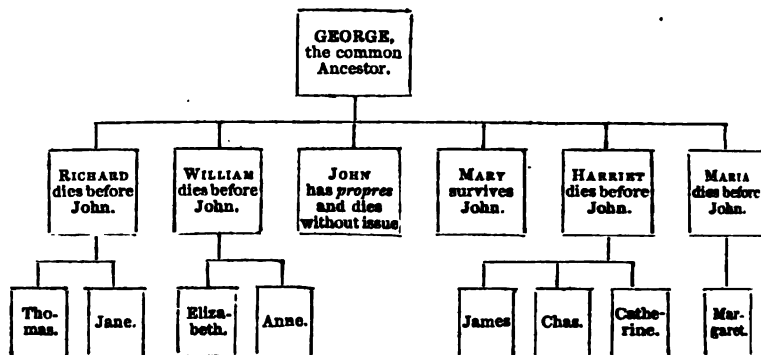 GEORGE,
the common
Ancestor.
RICHARD
dies before
John.
WILLIAM
dies before
John.
JOHN
has propres
and dies
without issue
MARY
survives
John.
HARRIET
dies before
John.
MARIA
dies before
John.
Tho-
mas.
Jane.
Eliza-
beth.
Anne.
James
Chas.
Cathe-
rine.
Mar-
garet.